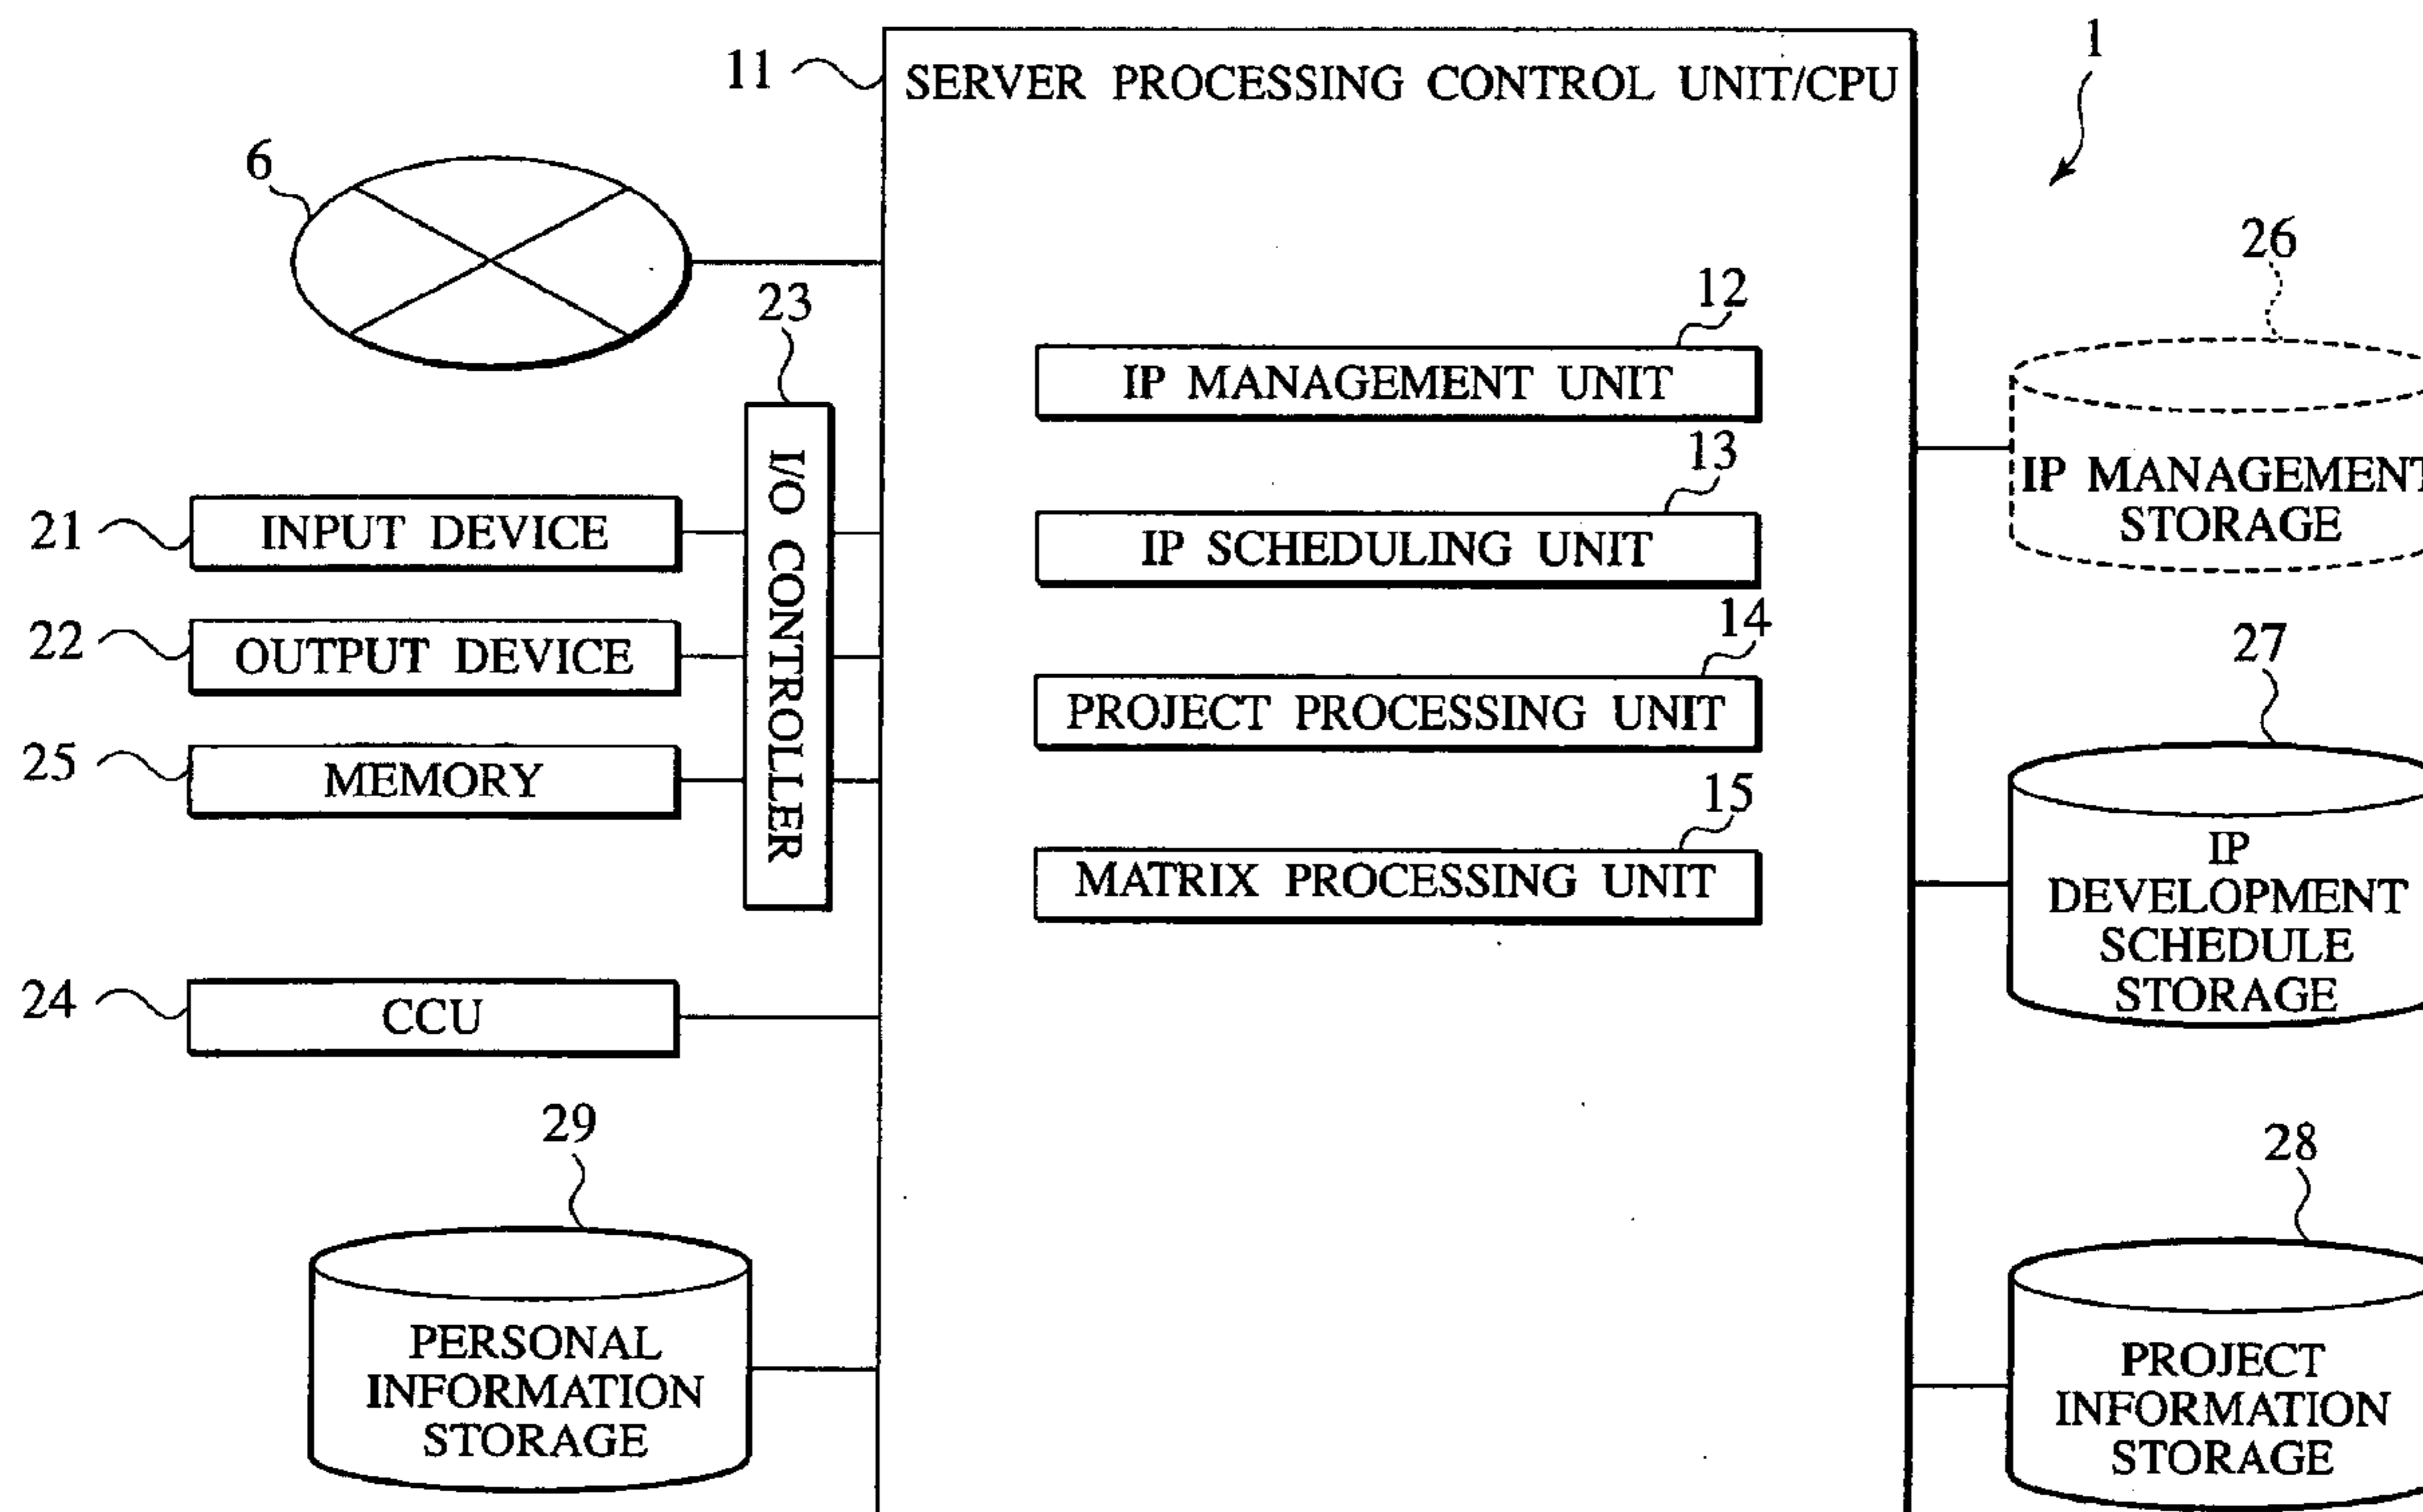 1
11
SERVER PROCESSING CONTROL UNIT/CPU
6
26
23
12
IP MANAGEMENT UNIT
IP MANAGEMENT
STORAGE
13
IP SCHEDULING UNIT
21
INPUT DEVICE
I/O CONTROLLER
22
OUTPUT DEVICE
14
PROJECT PROCESSING UNIT
27
25
MEMORY
15
MATRIX PROCESSING UNIT
IP
DEVELOPMENT
SCHEDULE
STORAGE
24
CCU
29
28
PERSONAL
INFORMATION
STORAGE
PROJECT
INFORMATION
STORAGE